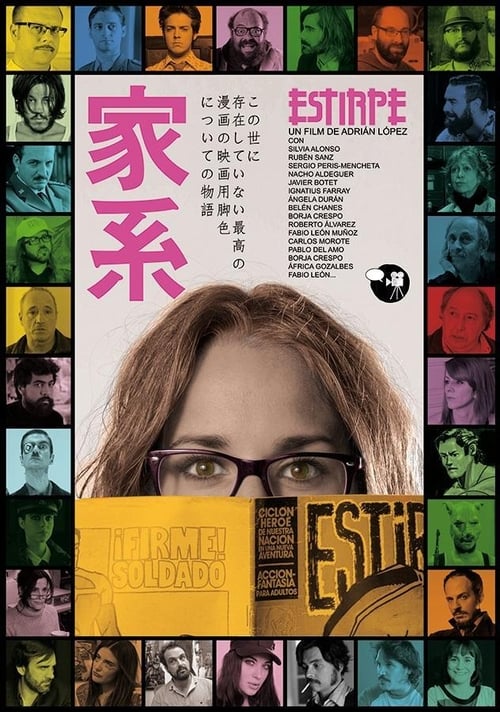 家系
この世に
存在していない最高の
漫画の映画用脚色
についての物語
ESTIRPE
UN FILM DE ADRIÁN LÓPEZ
CON
SILVIA ALONSO
RUBÉN SANZ
SERGIO PERIS-MENCHETA
NACHO ALDEGUER
JAVIER BOTET
IGNATIUS FARRAY
ÁNGELA DURÁN
BELÉN CHANES
BORJA CRESPO
ROBERTO ÁLVAREZ
FABIO LEÓN MUÑOZ
CARLOS MOROTE
PABLO DEL AMO
BORJA CRESPO
ÁFRICA GOZALBES
FABIO LEÓN...
¡FIRME!
SOLDADO
CICLON
HEROE
DE NUESTRA
NACION
EN UNA NUEVA
AVENTURA
ACCION-
FANTASIA
PARA ADULTOS
ESTIR